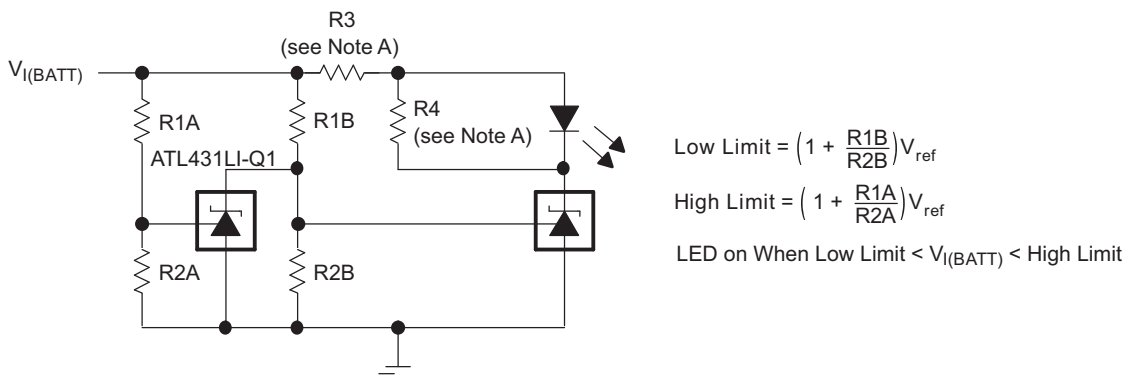 R3
(see Note A)
V_I(BATT)
R1A
R1B
R4
(see Note A)
ATL431LI-Q1
R2A
R2B
Low Limit = (1 + R1B/R2B)V_ref
High Limit = ( 1 + R1A/R2A)V_ref
LED on When Low Limit < V_I(BATT) < High Limit